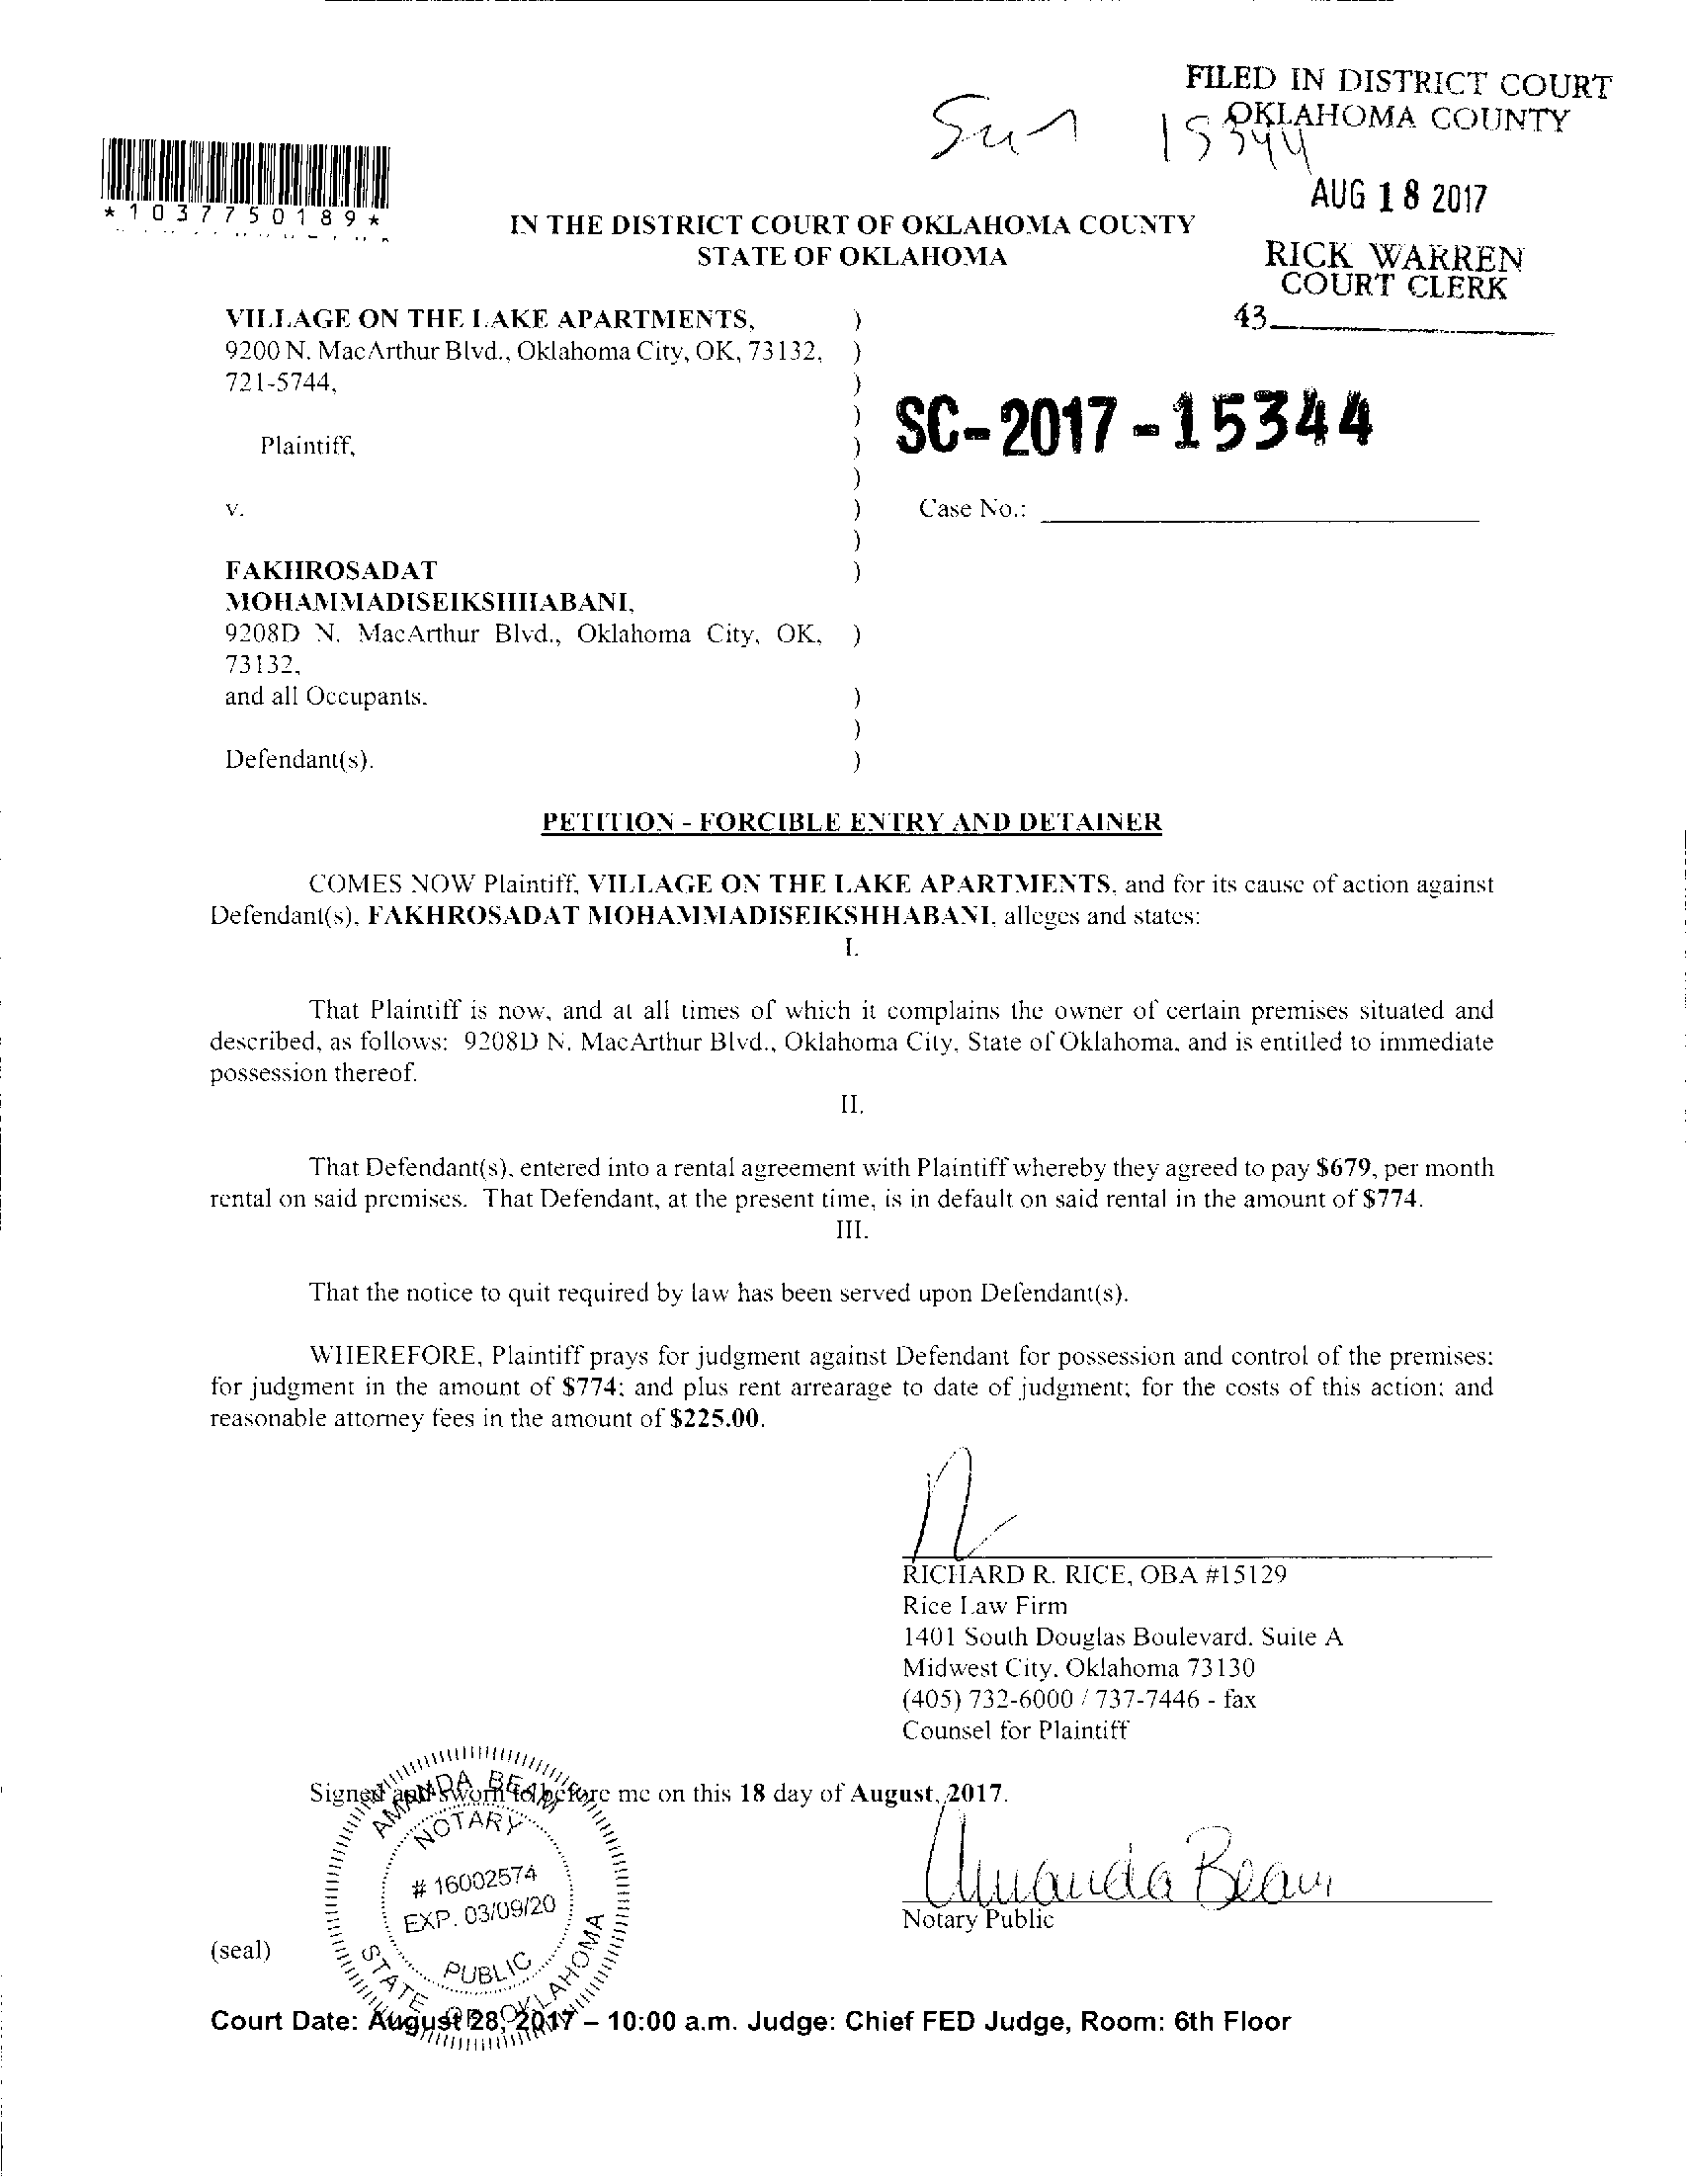 FILED IN DISTRICT COURT
OKLAHOMA COUNTY
15344
AUG 18 2017
RICK WARREN
COURT CLERK
43
*1037750189*
IN THE DISTRICT COURT OF OKLAHOMA COUNTY
STATE OF OKLAHOMA
VILLAGE ON THE LAKE APARTMENTS, )
9200 N. MacArthur Blvd., Oklahoma City, OK, 73132, )
721-5744, )
)
Plaintiff, )
SC-2017-15344
)
v. ) Case No.:
)
FAKHROSADAT )
MOHAMMADISEIKSHHABANI,
9208D N. MacArthur Blvd., Oklahoma City, OK, )
73132,
and all Occupants. )
)
Defendant(s). )
PETITION - FORCIBLE ENTRY AND DETAINER
COMES NOW Plaintiff, VILLAGE ON THE LAKE APARTMENTS, and for its cause of action against
Defendant(s), FAKHROSADAT MOHAMMADISEIKSHHABANI, alleges and states:
I.
That Plaintiff is now, and at all times of which it complains the owner of certain premises situated and
described, as follows: 9208D N. MacArthur Blvd., Oklahoma City, State of Oklahoma, and is entitled to immediate
possession thereof.
II.
That Defendant(s), entered into a rental agreement with Plaintiff whereby they agreed to pay $679, per month
rental on said premises. That Defendant, at the present time, is in default on said rental in the amount of $774.
III.
That the notice to quit required by law has been served upon Defendant(s).
WHEREFORE, Plaintiff prays for judgment against Defendant for possession and control of the premises;
for judgment in the amount of $774; and plus rent arrearage to date of judgment; for the costs of this action; and
reasonable attorney fees in the amount of $225.00.
RICHARD R. RICE, OBA #15129
Rice Law Firm
1401 South Douglas Boulevard, Suite A
Midwest City, Oklahoma 73130
(405) 732-6000 / 737-7446 - fax
Counsel for Plaintiff
Signed and sworn to before me on this 18 day of August, 2017.
AMANDA BEAM
NOTARY
# 16002574
EXP. 03/09/20
PUBLIC
STATE OF OKLAHOMA
Amanda Beam
Notary Public
(seal)
Court Date: August 28, 2017 – 10:00 a.m. Judge: Chief FED Judge, Room: 6th Floor